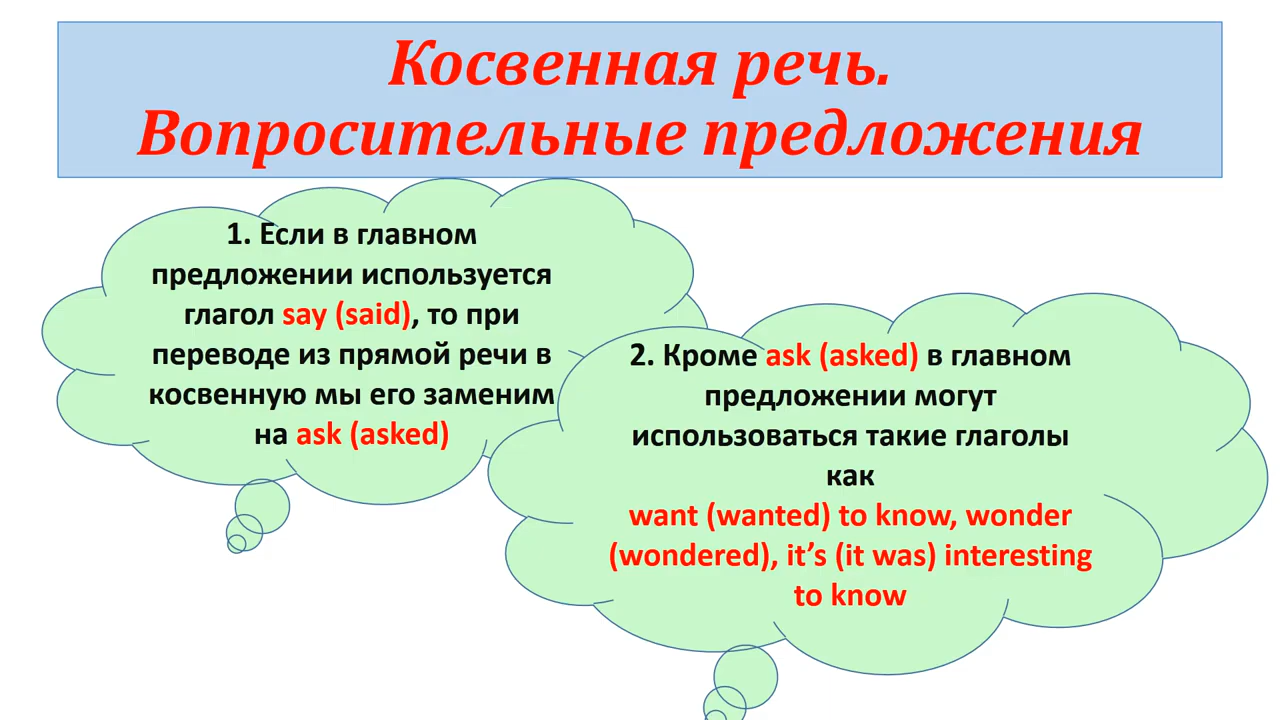 Косвенная речь.
Вопросительные предложения
1. Если в главном
предложении используется
глагол say (said), то при
переводе из прямой речи в
косвенную мы его заменим
на ask (asked)
2. Кроме ask (asked) в главном
предложении могут
использоваться такие глаголы
как
want (wanted) to know, wonder
(wondered), it’s (it was) interesting
to know